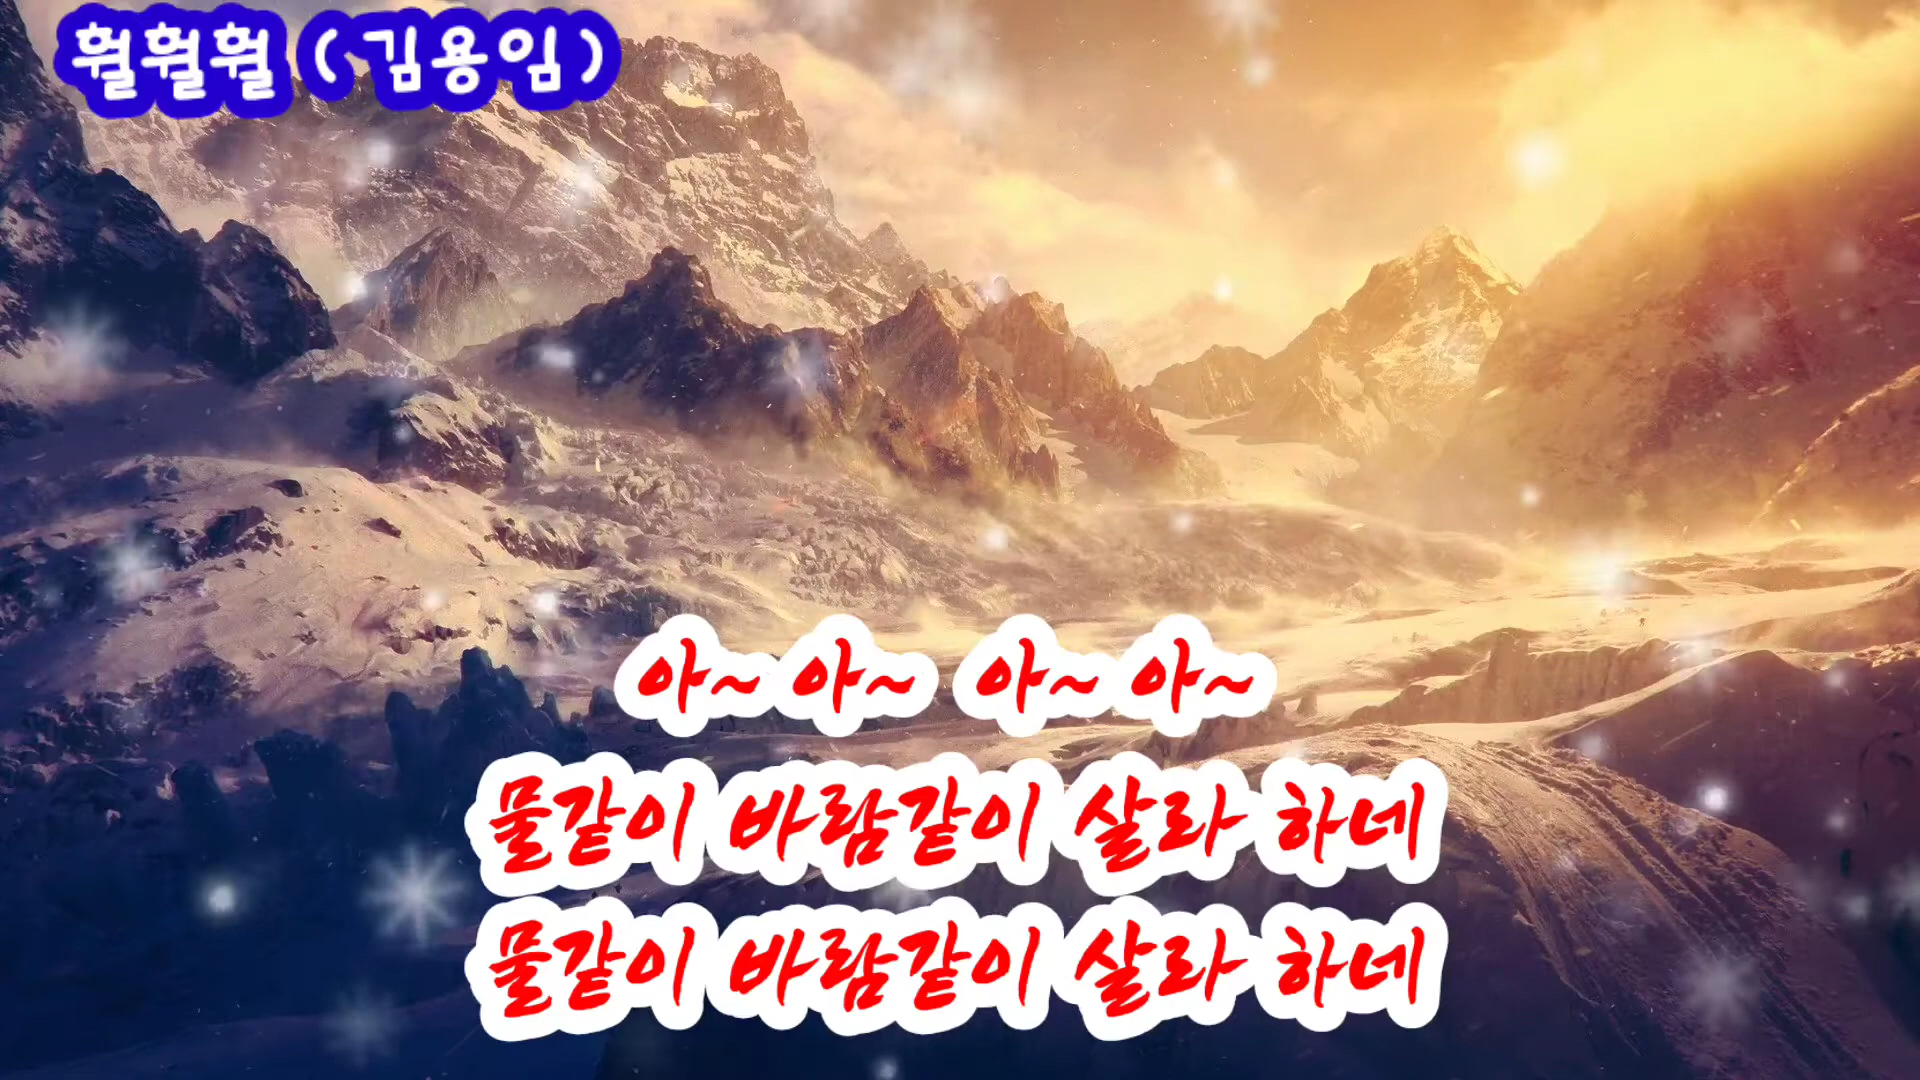 훨훨훨 (김용임)
아~ 아~ 아~ 아~
물같이 바람같이 살라 하네
물같이 바람같이 살라 하네